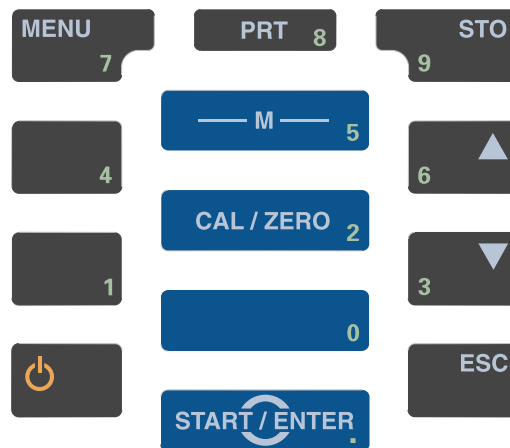 MENU 7
PRT 8
STO 9
M 5
4
6
CAL / ZERO 2
1
3
0
ESC
START / ENTER .